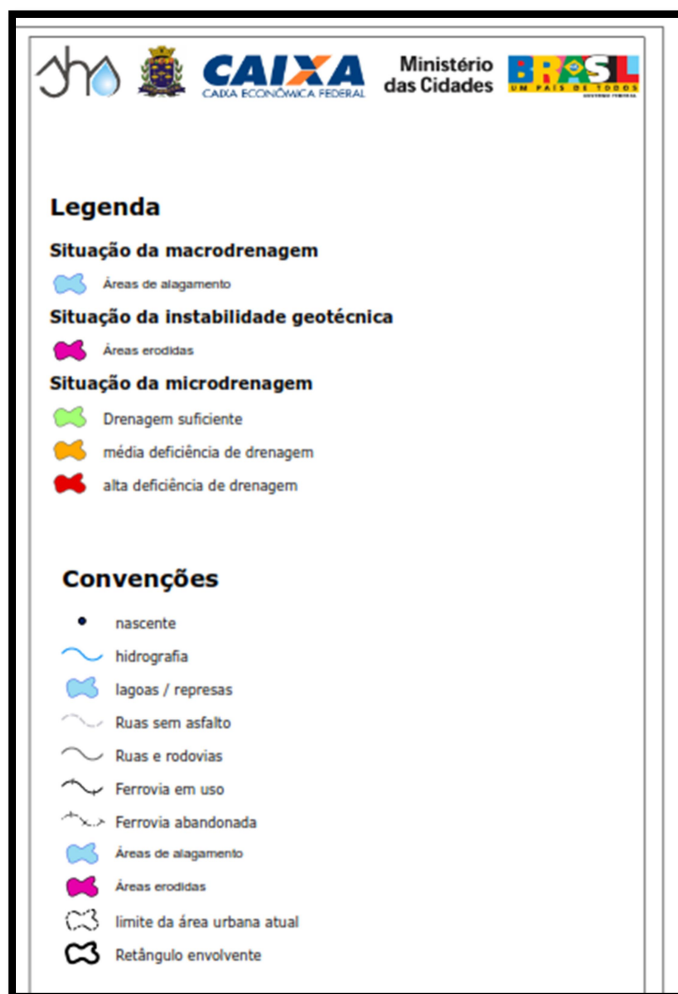 CAIXA
CAIXA ECONÔMICA FEDERAL
Ministério
das Cidades
BRASIL
UM PAÍS DE TODOS
GOVERNO FEDERAL
Legenda
Situação da macrodrenagem
Áreas de alagamento
Situação da instabilidade geotécnica
Áreas erodidas
Situação da microdrenagem
Drenagem suficiente
média deficiência de drenagem
alta deficiência de drenagem
Convenções
nascente
hidrografia
lagoas / represas
Ruas sem asfalto
Ruas e rodovias
Ferrovia em uso
Ferrovia abandonada
Áreas de alagamento
Áreas erodidas
limite da área urbana atual
Retângulo envolvente